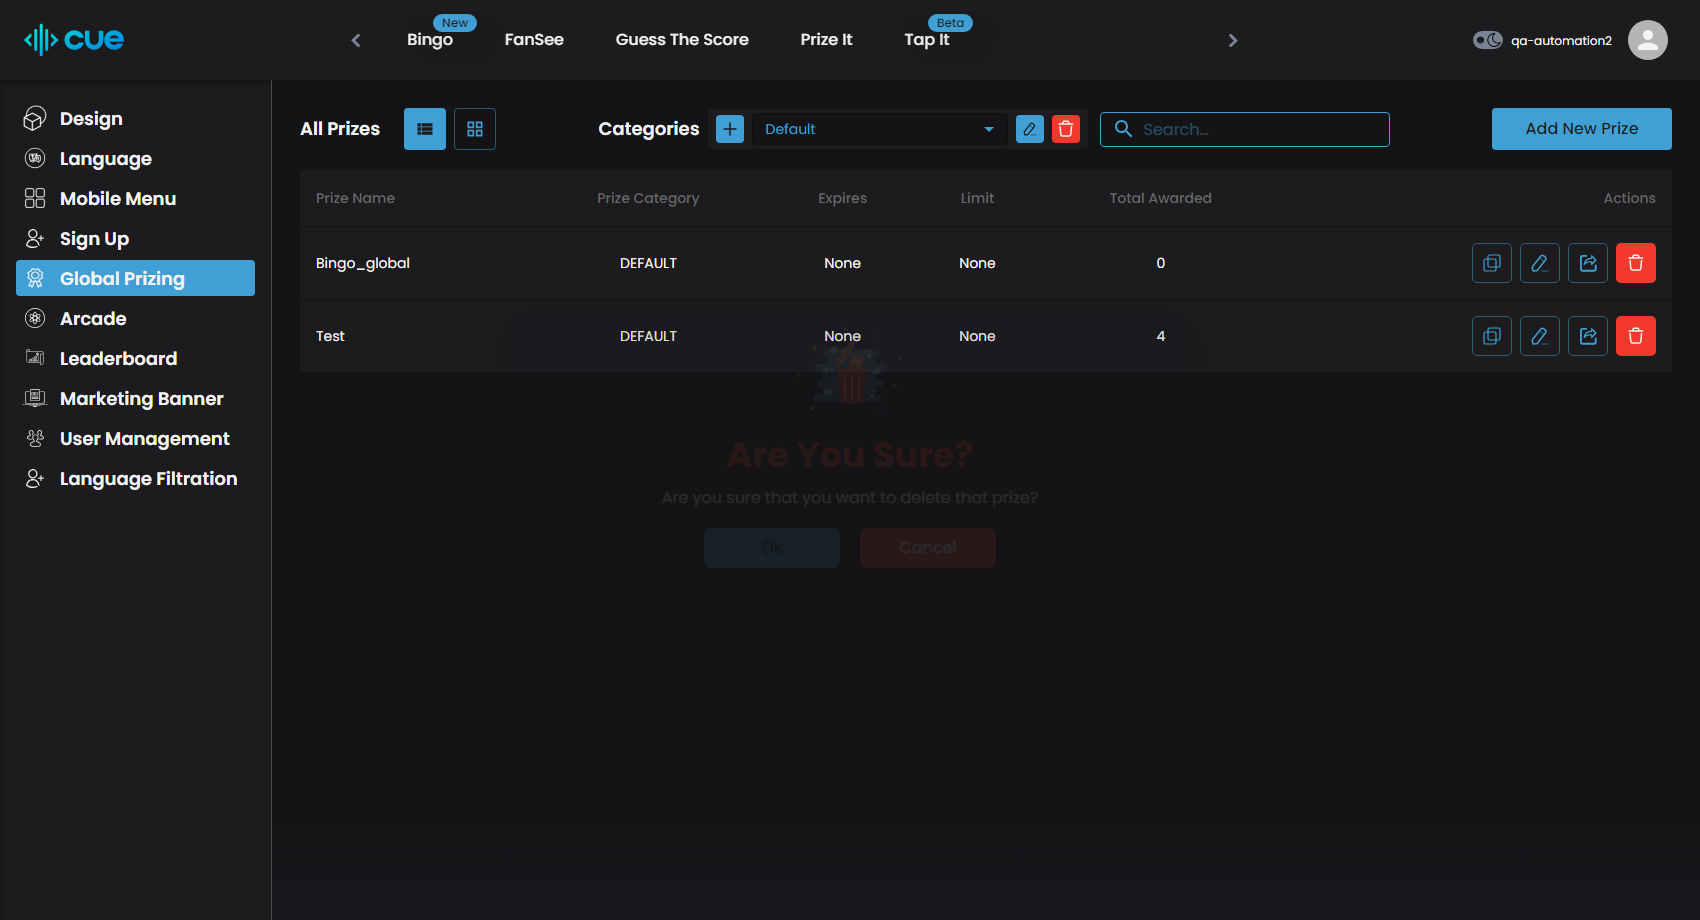 cue
New
Bingo
FanSee
Guess The Score
Prize It
Beta
Tap It
qa-automation2
Design
Language
Mobile Menu
Sign Up
Global Prizing
Arcade
Leaderboard
Marketing Banner
User Management
Language Filtration
All Prizes
Categories
Default
Search...
Add New Prize
Prize Name Prize Category Expires Limit Total Awarded Actions
Bingo_global DEFAULT None None 0
Test DEFAULT None None 4
Are You Sure?
Are you sure that you want to delete that prize?
Ok
Cancel